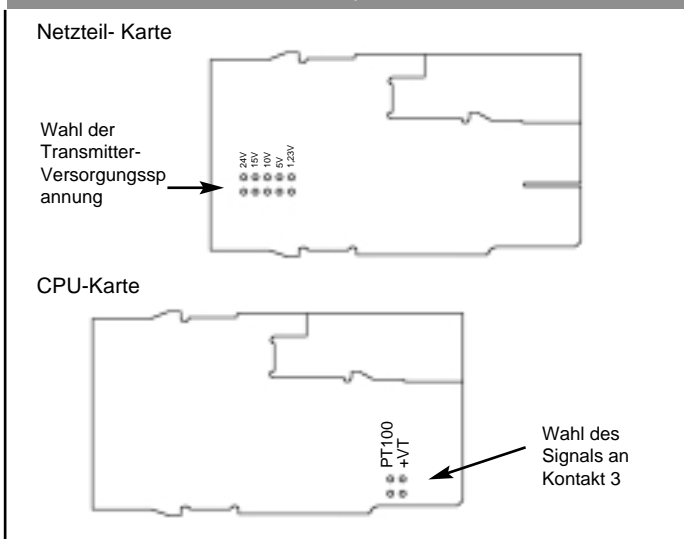 Netzteil- Karte
Wahl der
Transmitter-
Versorgungssp
annung
24V
15V
10V
5V
1,23V
CPU-Karte
PT100
+VT
Wahl des
Signals an
Kontakt 3